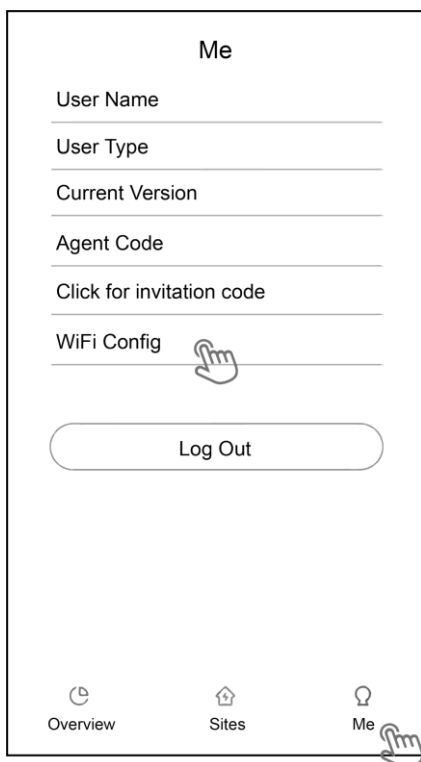 Me
User Name
User Type
Current Version
Agent Code
Click for invitation code
WiFi Config
Log Out
Overview Sites Me